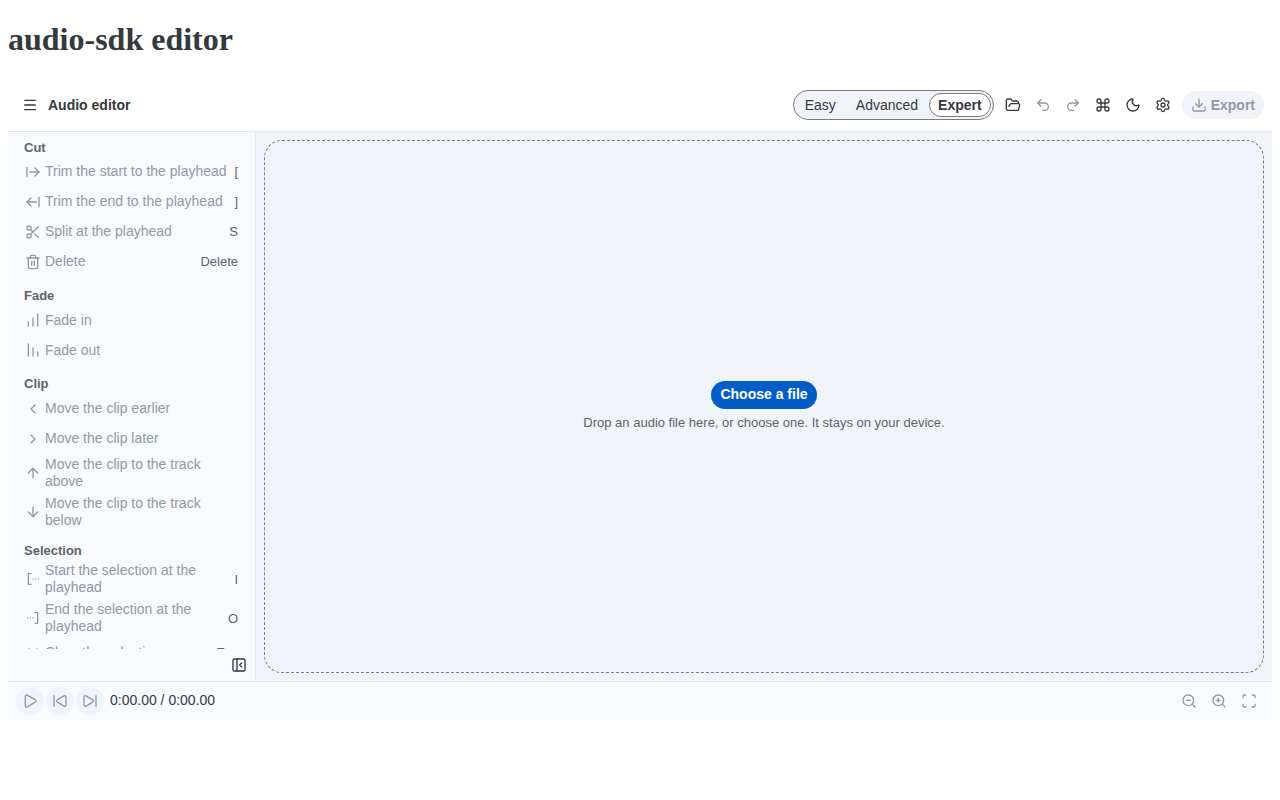 audio-sdk editor
Audio editor
Easy
Advanced
Expert
Export
Cut
Trim the start to the playhead [
Trim the end to the playhead ]
Split at the playhead S
Delete Delete
Fade
Fade in
Fade out
Clip
Move the clip earlier
Move the clip later
Move the clip to the track
above
Move the clip to the track
below
Selection
Start the selection at the
playhead I
End the selection at the
playhead O
Choose a file
Drop an audio file here, or choose one. It stays on your device.
0:00.00 / 0:00.00